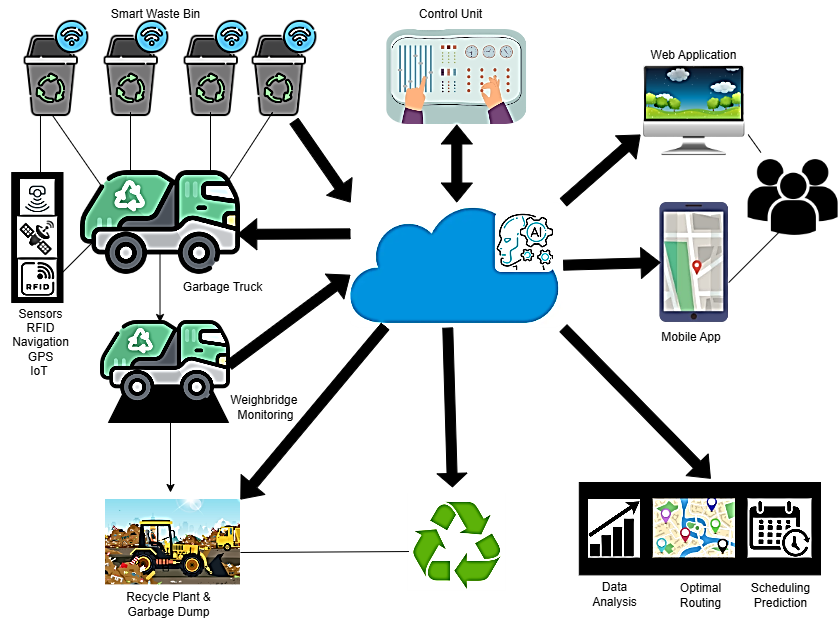 Smart Waste Bin
Control Unit
Web Application
AI
RFID
Garbage Truck
Sensors
RFID
Navigation
GPS
IoT
Mobile App
Weighbridge
Monitoring
Recycle Plant &
Garbage Dump
Data
Analysis
Optimal
Routing
Scheduling
Prediction